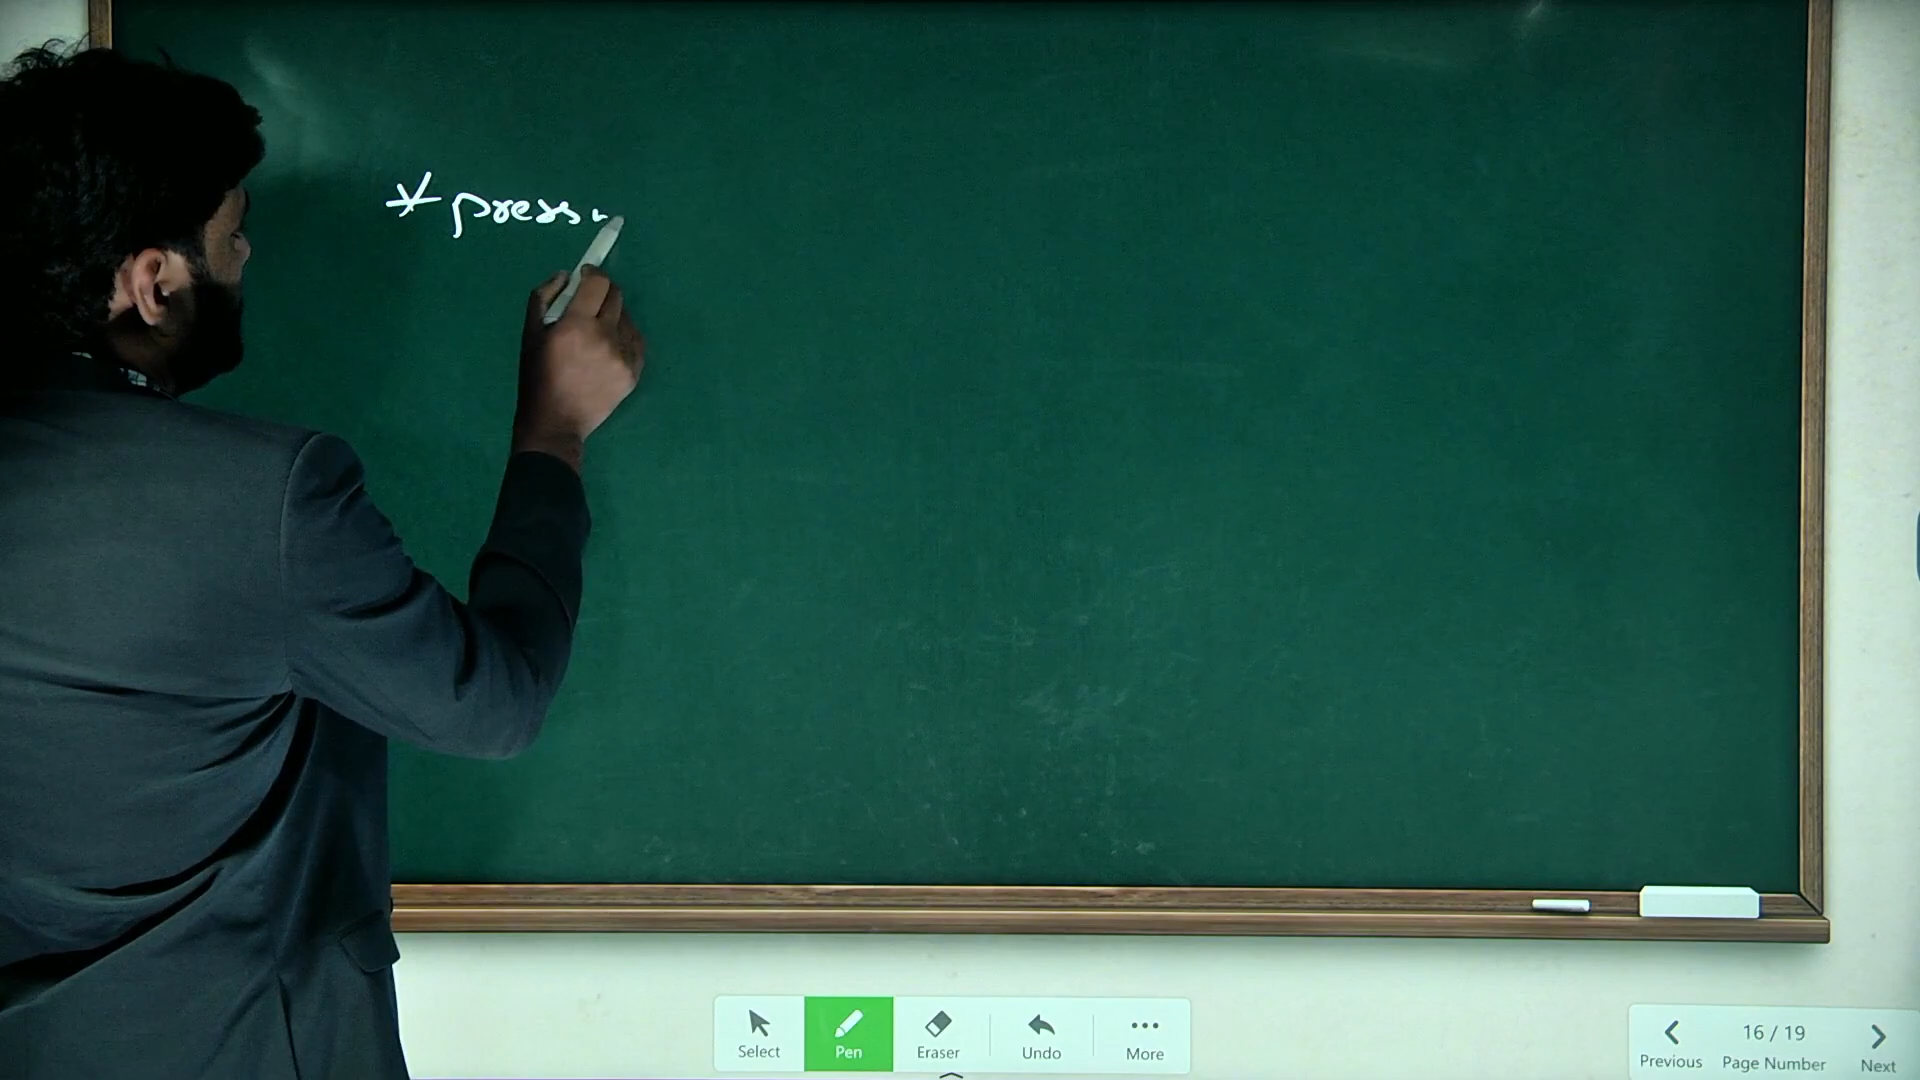 * press
Select
Pen
Eraser
Undo
More
16 / 19
Previous
Page Number
Next